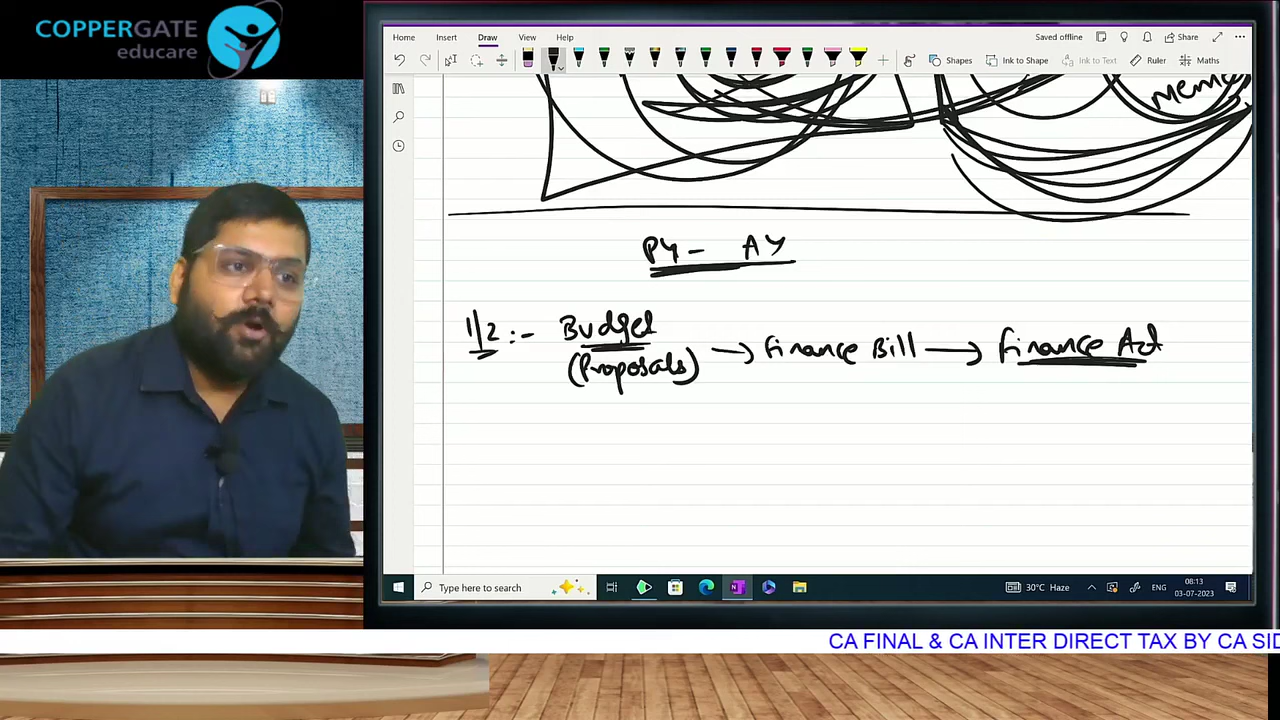 COPPERGATE
educare
Home Insert Draw View Help
Saved offline
Share
Shapes
Ink to Shape
Ink to Text
Ruler
Maths
PY - AY
1/2 :- Budget → Finance Bill → Finance Act
(Proposals)
Type here to search
30°C Haze
ENG
08:13
03-07-2023
CA FINAL & CA INTER DIRECT TAX BY CA SID